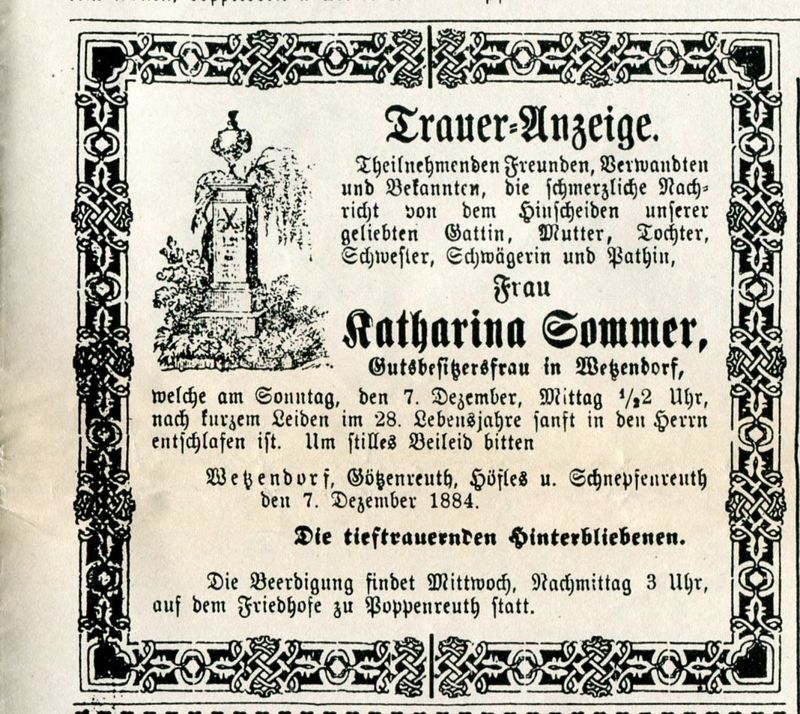 Trauer-Anzeige.
Theilnehmenden Freunden, Verwandten
und Bekannten, die schmerzliche Nach-
richt von dem Hinscheiden unserer
geliebten Gattin, Mutter, Tochter,
Schwester, Schwägerin und Pathin,
Frau
Katharina Sommer,
Gutsbesitzersfrau in Wetzendorf,
welche am Sonntag, den 7. Dezember, Mittag 1/22 Uhr,
nach kurzem Leiden im 28. Lebensjahre sanft in den Herrn
entschlafen ist. Um stilles Beileid bitten
Wetzendorf, Götzenreuth, Höfles u. Schnepfenreuth
den 7. Dezember 1884.
Die tieftrauernden Hinterbliebenen.
Die Beerdigung findet Mittwoch, Nachmittag 3 Uhr,
auf dem Friedhofe zu Poppenreuth statt.